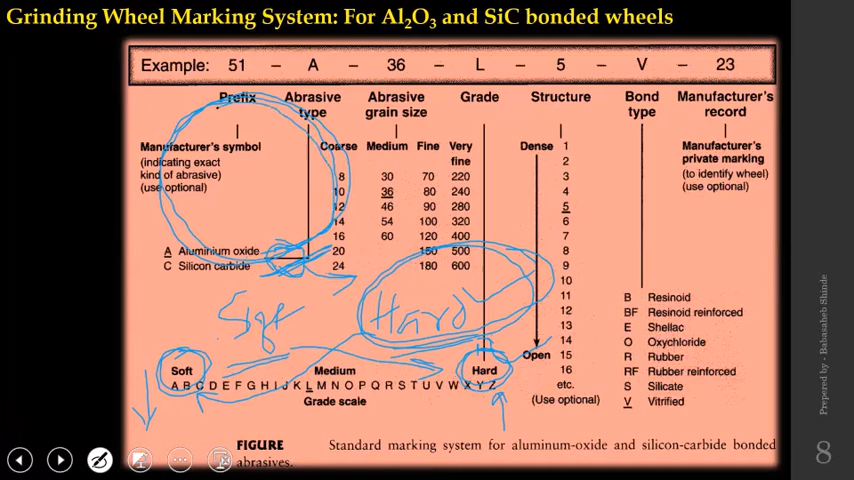 Grinding Wheel Marking System: For Al₂O₃ and SiC bonded wheels
Example: 51 – A – 36 – L – 5 – V – 23
Prefix Abrasive type Abrasive grain size Grade Structure Bond type Manufacturer's record
Manufacturer's symbol
(indicating exact
kind of abrasive)
(use optional)
A Aluminium oxide
C Silicon carbide
Coarse Medium Fine Very fine
8 30 70 220
10 36 80 240
12 46 90 280
14 54 100 320
16 60 120 400
20 150 500
24 180 600
Dense 1
2
3
4
5
6
7
8
9
10
11
12
13
14
Open 15
16
etc.
(Use optional)
B Resinoid
BF Resinoid reinforced
E Shellac
O Oxychloride
R Rubber
RF Rubber reinforced
S Silicate
V Vitrified
Manufacturer's
private marking
(to identify wheel)
(use optional)
Hard
Soft Medium Hard
A B C D E F G H I J K L M N O P Q R S T U V W X Y Z
Grade scale
FIGURE Standard marking system for aluminum-oxide and silicon-carbide bonded
abrasives.
Prepared by - Babasaheb Shinde
8